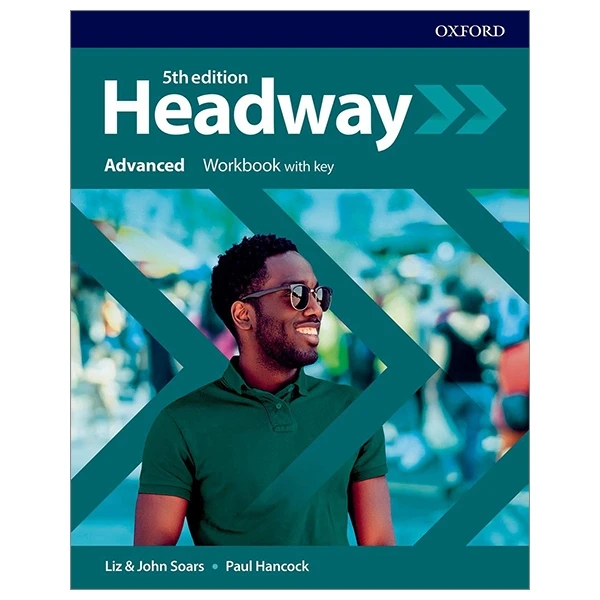 OXFORD
5th edition
Headway
Advanced Workbook with key
Liz & John Soars • Paul Hancock